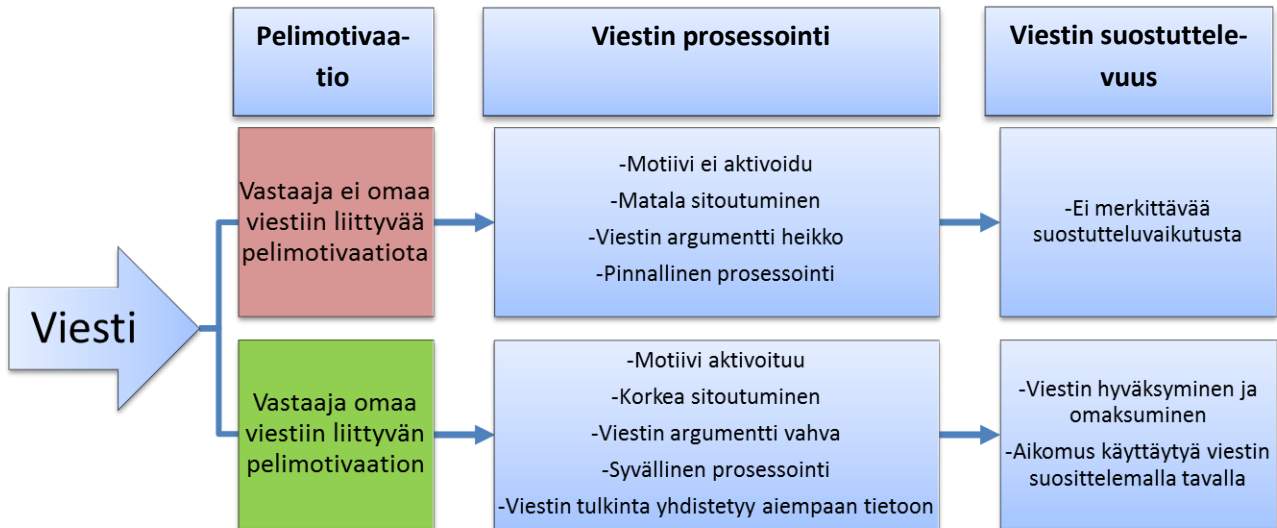 Pelimotivaa-
tio
Viestin prosessointi
Viestin suostuttele-
vuus
Viesti
Vastaaja ei omaa
viestiin liittyvää
pelimotivaatiota
-Motiivi ei aktivoidu
-Matala sitoutuminen
-Viestin argumentti heikko
-Pinnallinen prosessointi
-Ei merkittävää
suostutteluvaikutusta
Vastaaja omaa
viestiin liittyvän
pelimotivaation
-Motiivi aktivoituu
-Korkea sitoutuminen
-Viestin argumentti vahva
-Syvällinen prosessointi
-Viestin tulkinta yhdistetyy aiempaan tietoon
-Viestin hyväksyminen ja
omaksuminen
-Aikomus käyttäytyä viestin
suosittelemalla tavalla